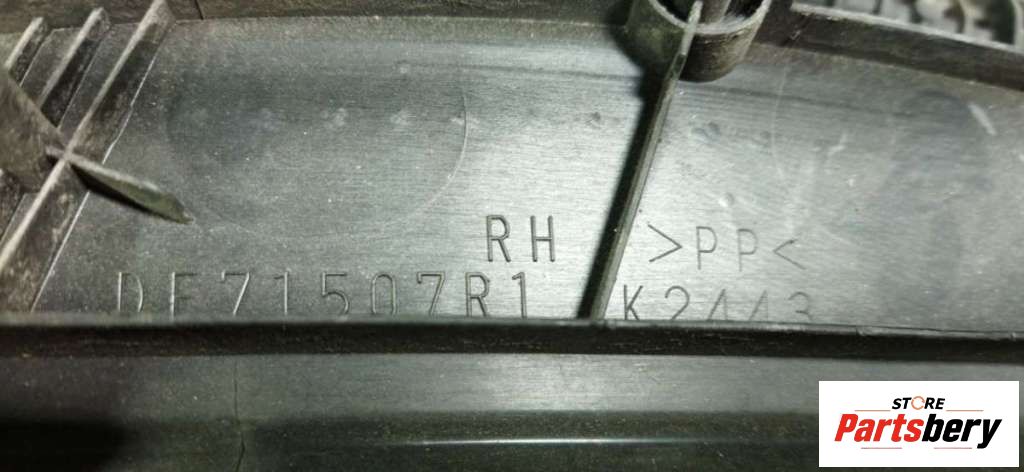 RH >PP<
DF71507R1 K2443
STORE
Partsbery